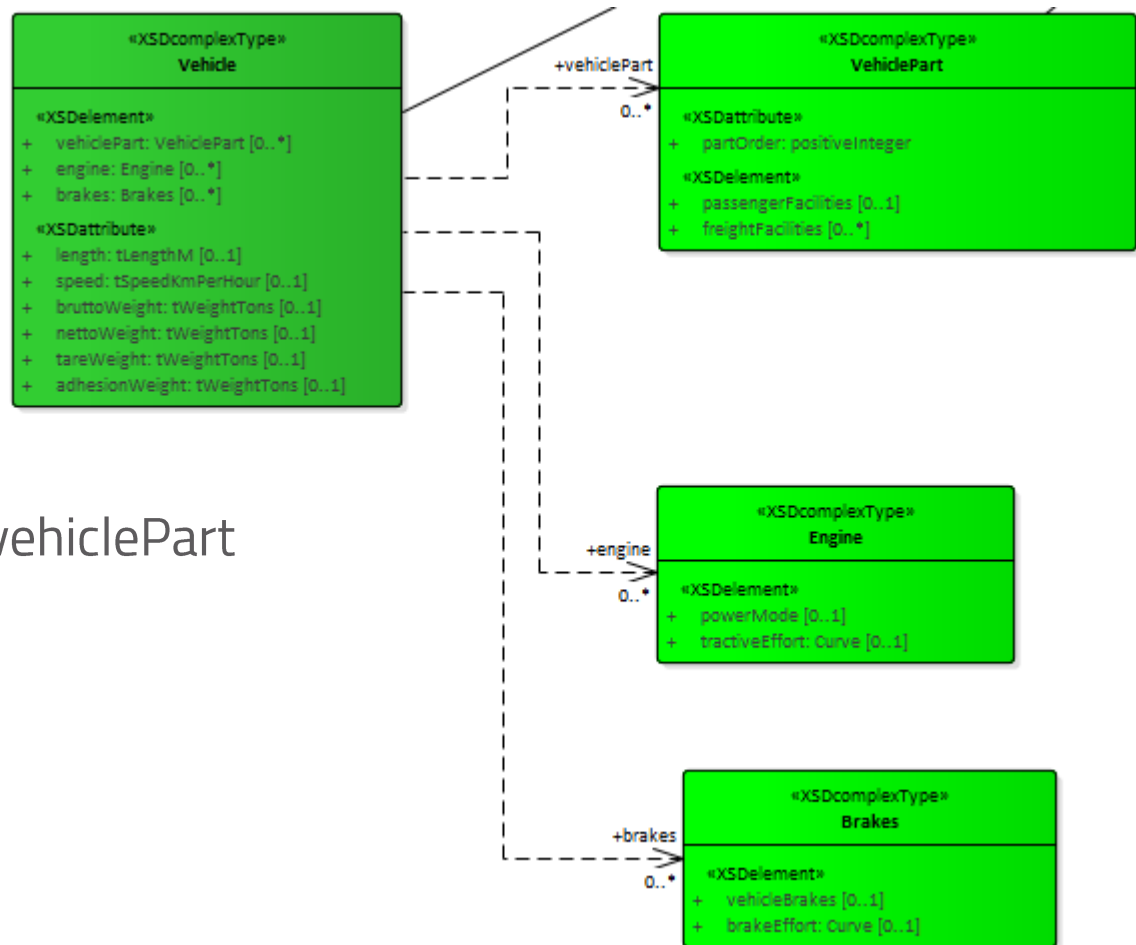 «XSDcomplexType»
Vehicle
«XSDelement»
+ vehiclePart: VehiclePart [0..*]
+ engine: Engine [0..*]
+ brakes: Brakes [0..*]
«XSDattribute»
+ length: tLengthM [0..1]
+ speed: tSpeedKmPerHour [0..1]
+ bruttoWeight: tWeightTons [0..1]
+ nettoWeight: tWeightTons [0..1]
+ tareWeight: tWeightTons [0..1]
+ adhesionWeight: tWeightTons [0..1]
+vehiclePart
0..*
«XSDcomplexType»
VehiclePart
«XSDattribute»
+ partOrder: positiveInteger
«XSDelement»
+ passengerFacilities [0..1]
+ freightFacilities [0..*]
vehiclePart
+engine
0..*
«XSDcomplexType»
Engine
«XSDelement»
+ powerMode [0..1]
+ tractiveEffort: Curve [0..1]
+brakes
0..*
«XSDcomplexType»
Brakes
«XSDelement»
+ vehicleBrakes [0..1]
+ brakeEffort: Curve [0..1]